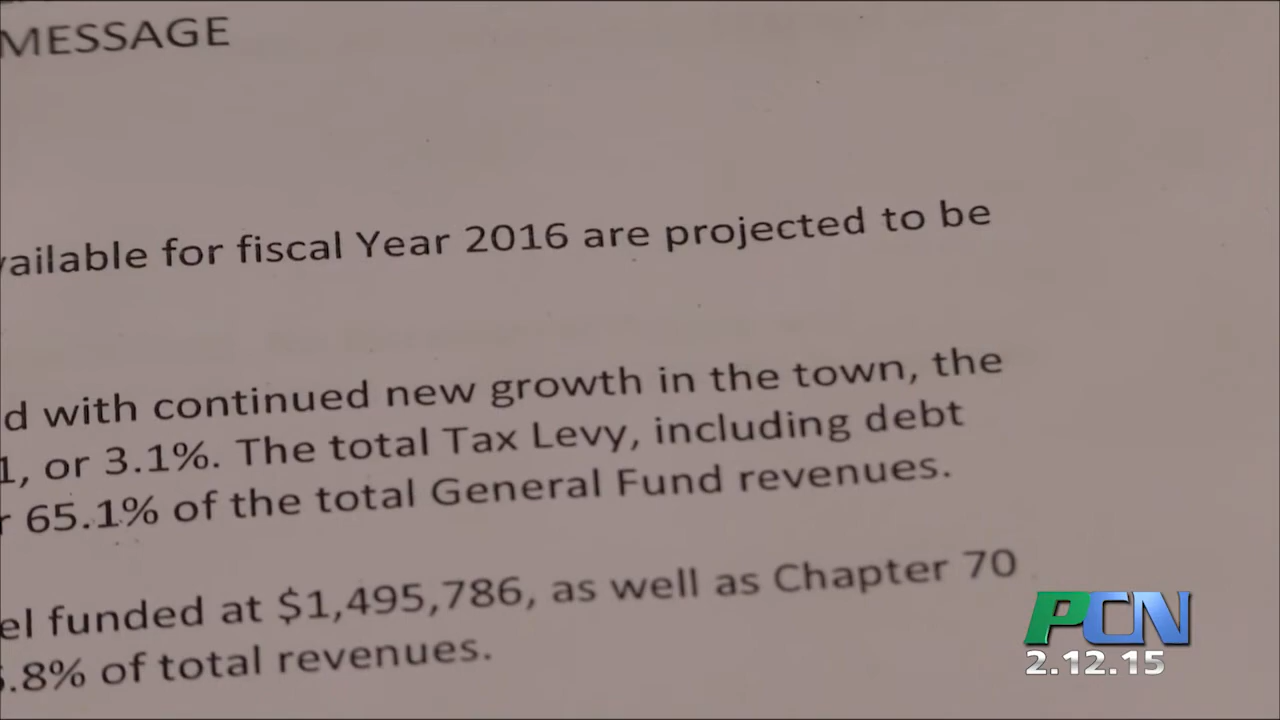 MESSAGE
vailable for fiscal Year 2016 are projected to be
d with continued new growth in the town, the
1, or 3.1%. The total Tax Levy, including debt
r 65.1% of the total General Fund revenues.
el funded at $1,495,786, as well as Chapter 70
.8% of total revenues.
PCN
2.12.15